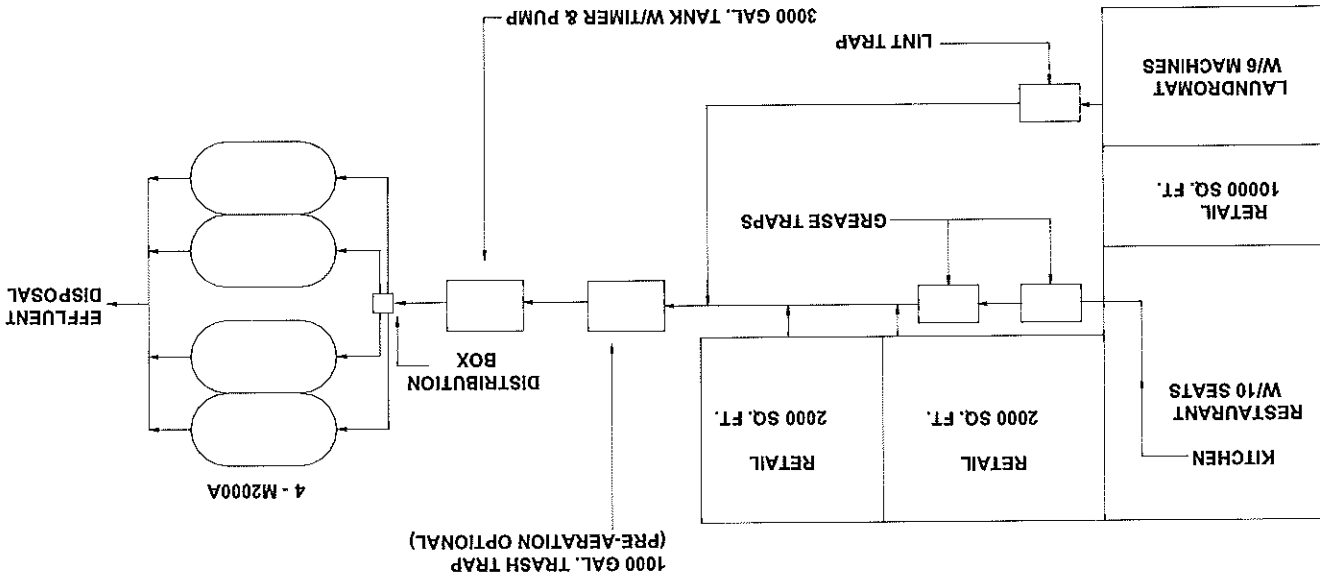 1000 GAL. TRASH TRAP
(PRE-AERATION OPTIONAL)
4 - M2000A
KITCHEN
RESTAURANT
W/10 SEATS
RETAIL
2000 SQ. FT.
RETAIL
2000 SQ. FT.
DISTRIBUTION
BOX
EFFLUENT
DISPOSAL
GREASE TRAPS
RETAIL
10000 SQ. FT.
LAUNDROMAT
W/6 MACHINES
LINT TRAP
3000 GAL. TANK W/TIMER & PUMP